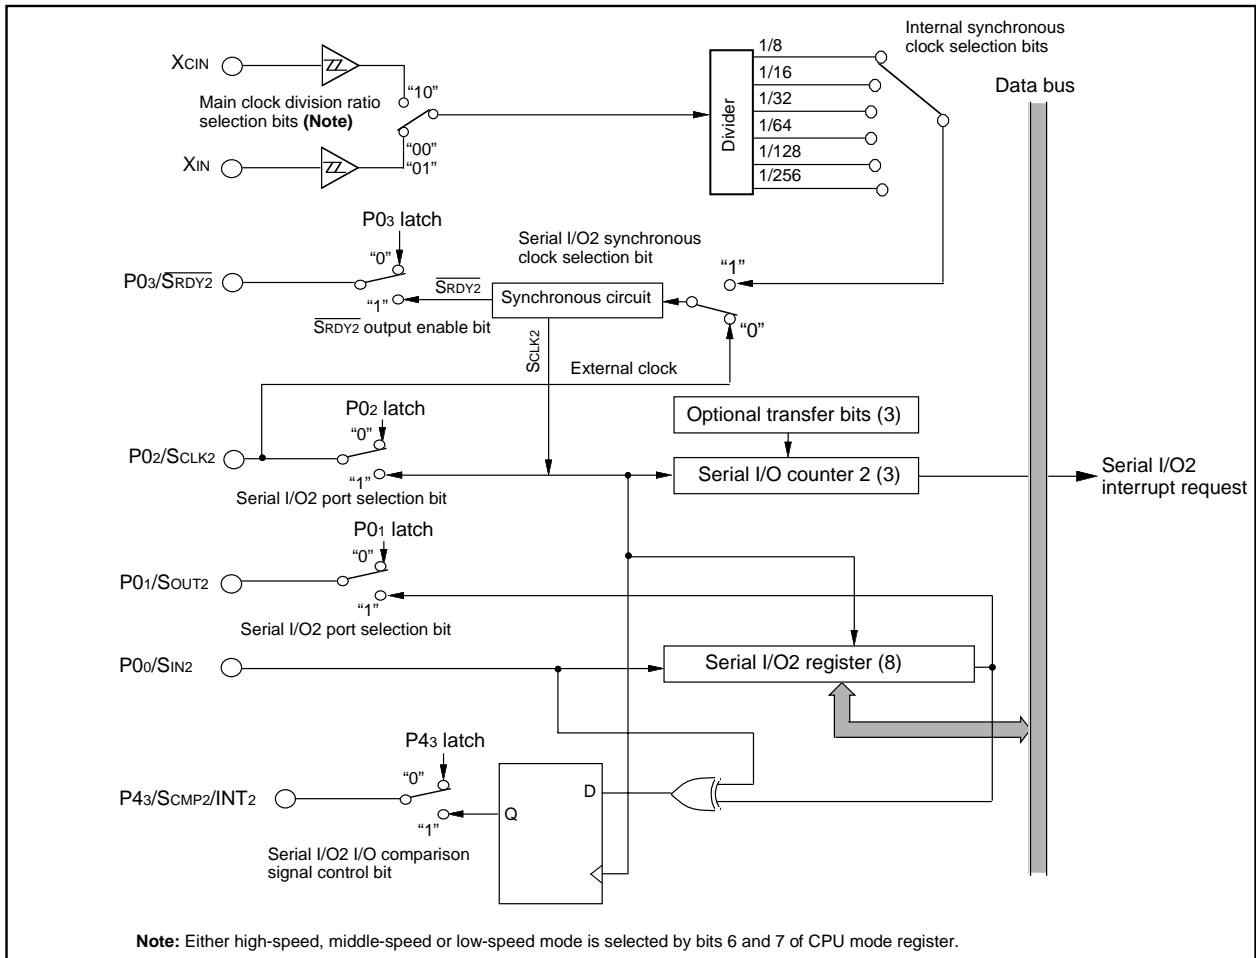 Internal synchronous
clock selection bits
XCIN
"10"
Main clock division ratio
selection bits (Note)
"00"
"01"
XIN
Divider
1/8
1/16
1/32
1/64
1/128
1/256
Data bus
P03 latch
"0"
P03/SRDY2
"1"
SRDY2
SRDY2 output enable bit
Serial I/O2 synchronous
clock selection bit
Synchronous circuit
"1"
"0"
SCLK2
External clock
P02 latch
"0"
P02/SCLK2
"1"
Serial I/O2 port selection bit
Optional transfer bits (3)
Serial I/O counter 2 (3)
Serial I/O2
interrupt request
P01 latch
"0"
P01/SOUT2
"1"
Serial I/O2 port selection bit
P00/SIN2
Serial I/O2 register (8)
P43 latch
"0"
P43/SCMP2/INT2
"1"
Serial I/O2 I/O comparison
signal control bit
D
Q
Note: Either high-speed, middle-speed or low-speed mode is selected by bits 6 and 7 of CPU mode register.